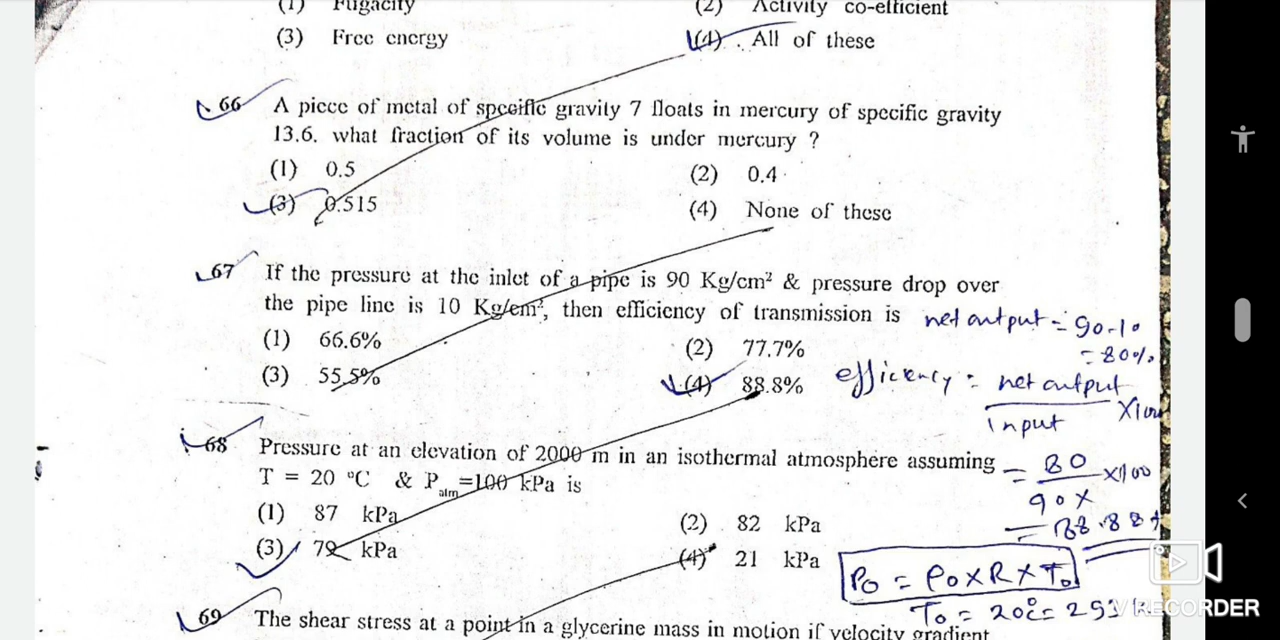 (1) Fugacity (2) Activity co-efficient
(3) Free energy (4) All of these
66 A piece of metal of specific gravity 7 floats in mercury of specific gravity
13.6. what fraction of its volume is under mercury ?
(1) 0.5 (2) 0.4
(3) 0.515 (4) None of these
67 If the pressure at the inlet of a pipe is 90 Kg/cm² & pressure drop over
the pipe line is 10 Kg/cm², then efficiency of transmission is net output = 90-10
(1) 66.6% (2) 77.7% = 80%
(3) 55.5% (4) 88.8% efficiency = net output
input ×100
68 Pressure at an elevation of 2000 m in an isothermal atmosphere assuming = 80 ×100
T = 20 °C & Patm =100 kPa is 90 ×
(1) 87 kPa (2) 82 kPa =
(3) 79 kPa (4) 21 kPa P₀ = ρ₀ × R × T₀
T₀ = 20°C =
V RECORDER
69 The shear stress at a point in a glycerine mass in motion if velocity gradient